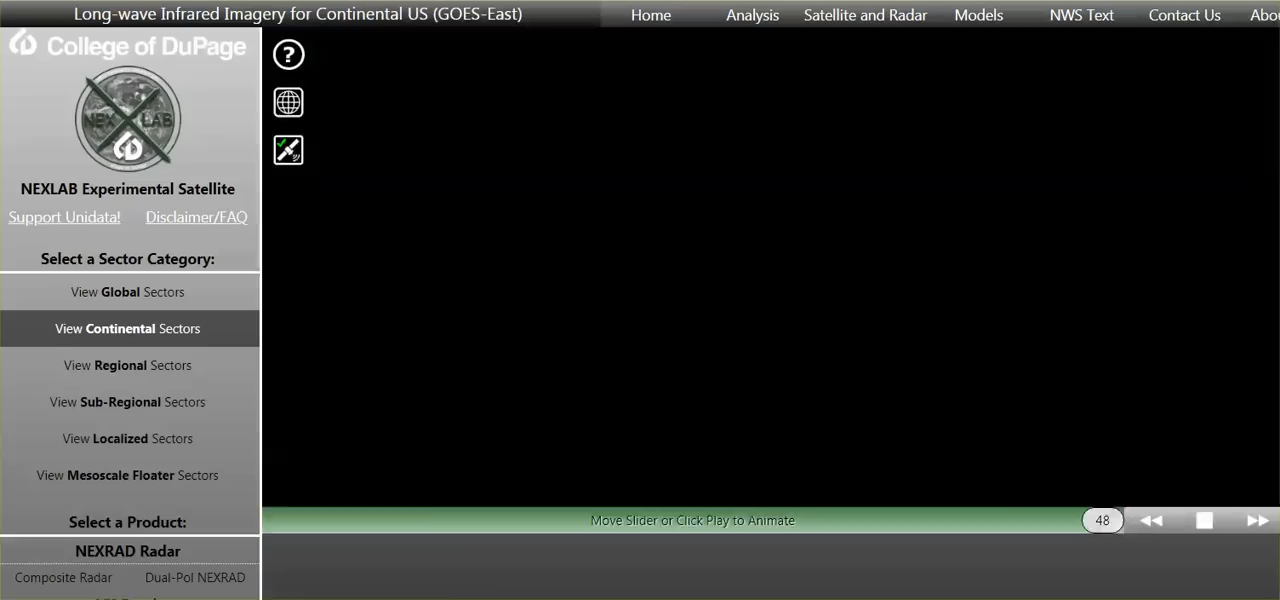 Long-wave Infrared Imagery for Continental US (GOES-East)
Home Analysis Satellite and Radar Models NWS Text Contact Us Abo
College of DuPage
NEX LAB
NEXLAB Experimental Satellite
Support Unidata! Disclaimer/FAQ
Select a Sector Category:
View Global Sectors
View Continental Sectors
View Regional Sectors
View Sub-Regional Sectors
View Localized Sectors
View Mesoscale Floater Sectors
Select a Product:
NEXRAD Radar
Composite Radar Dual-Pol NEXRAD
?
Move Slider or Click Play to Animate
48